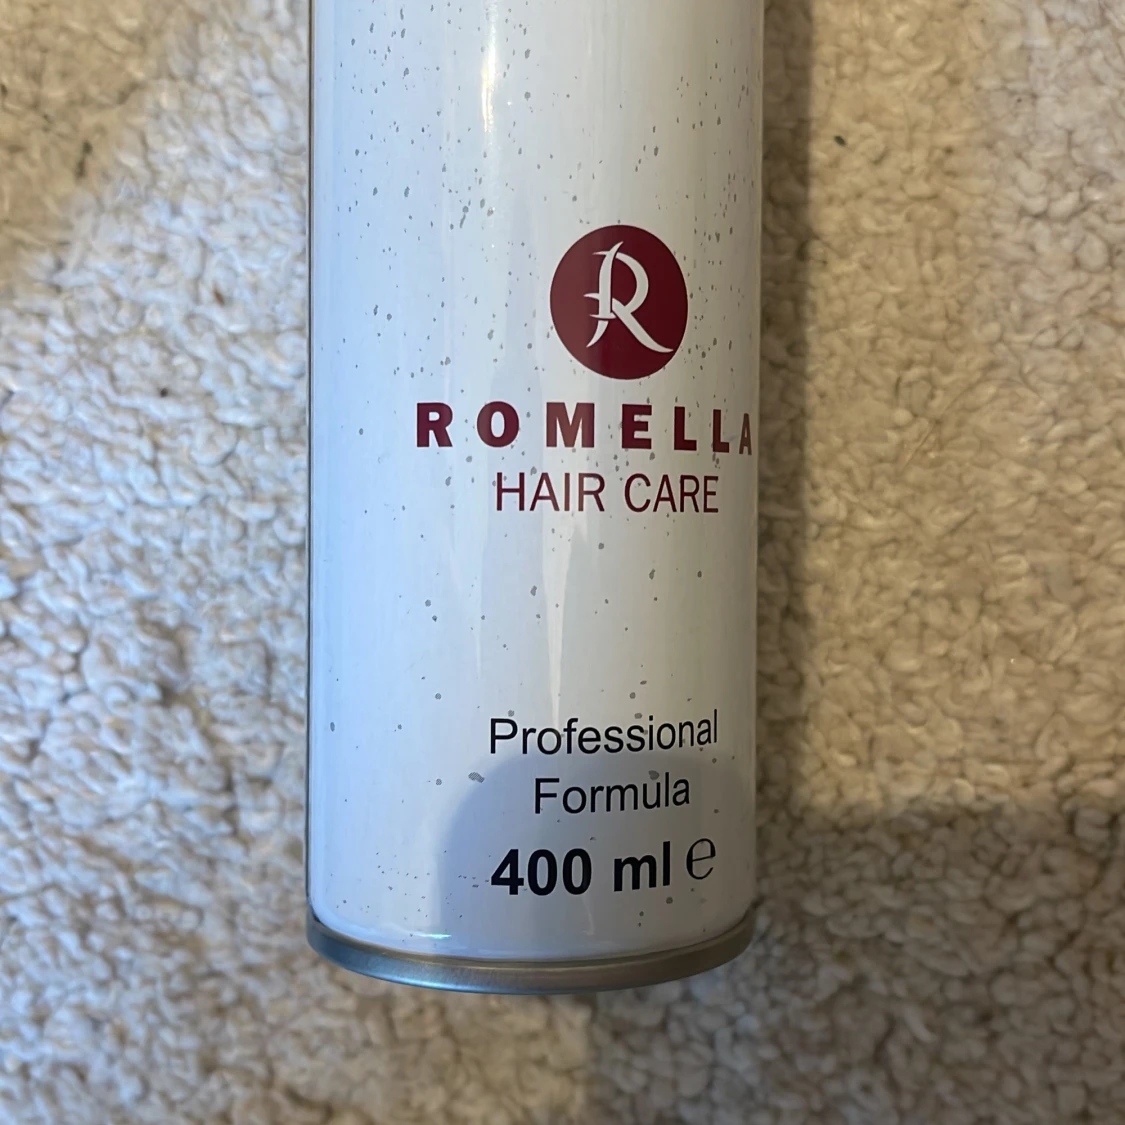 R
ROMELLA
HAIR CARE
Professional
Formula
400 ml ℮